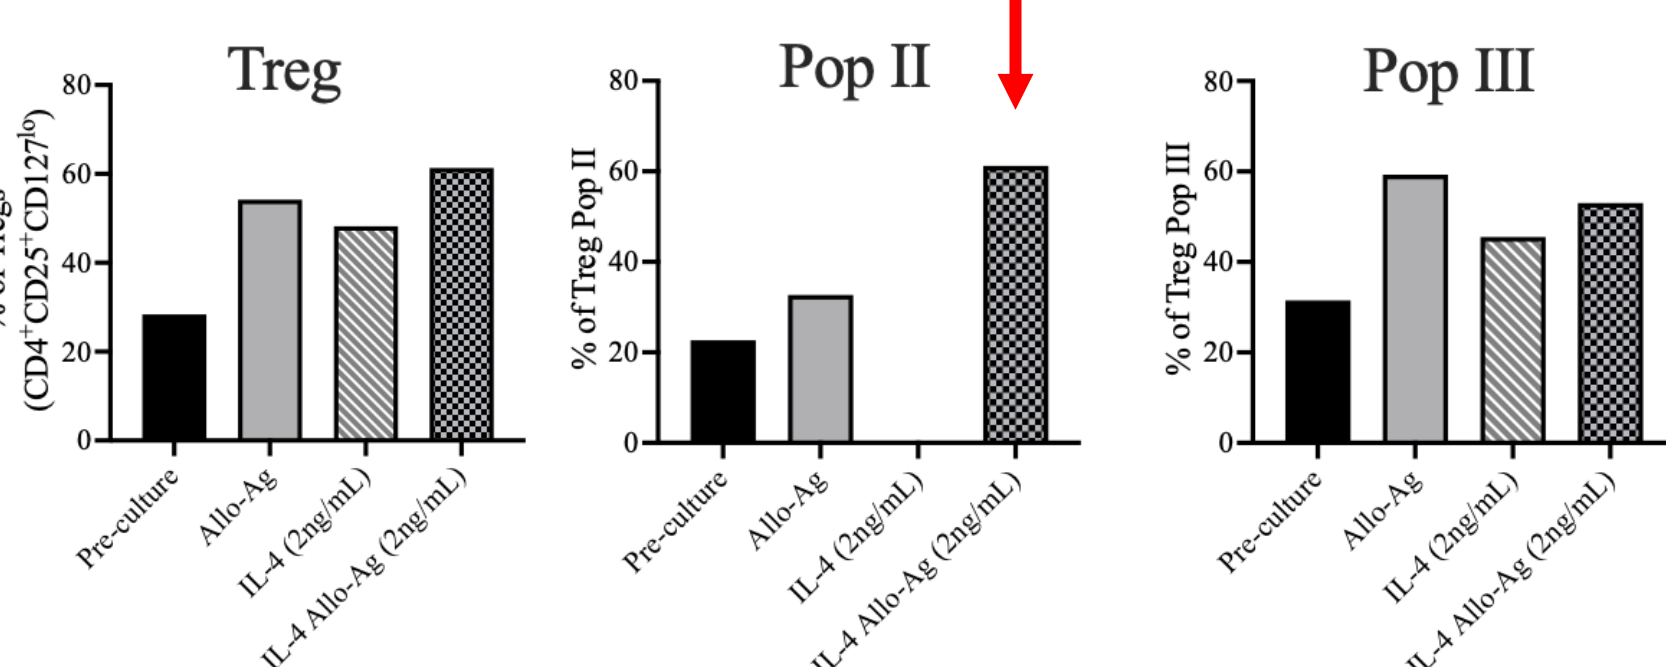 Treg
80
60
40
20
0
(CD4+CD25+CD127lo)
Pre-culture
Allo-Ag
IL-4 (2ng/mL)
IL-4 Allo-Ag (2ng/mL)
Pop II
80
60
40
20
0
% of Treg Pop II
Pre-culture
Allo-Ag
IL-4 (2ng/mL)
IL-4 Allo-Ag (2ng/mL)
Pop III
80
60
40
20
0
% of Treg Pop III
Pre-culture
Allo-Ag
IL-4 (2ng/mL)
IL-4 Allo-Ag (2ng/mL)